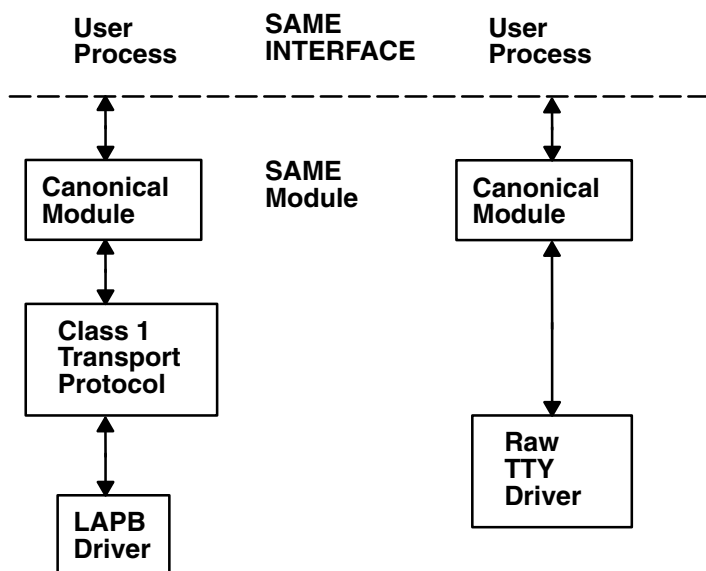 User
Process
SAME
INTERFACE
User
Process
Canonical
Module
SAME
Module
Canonical
Module
Class 1
Transport
Protocol
Raw
TTY
Driver
LAPB
Driver